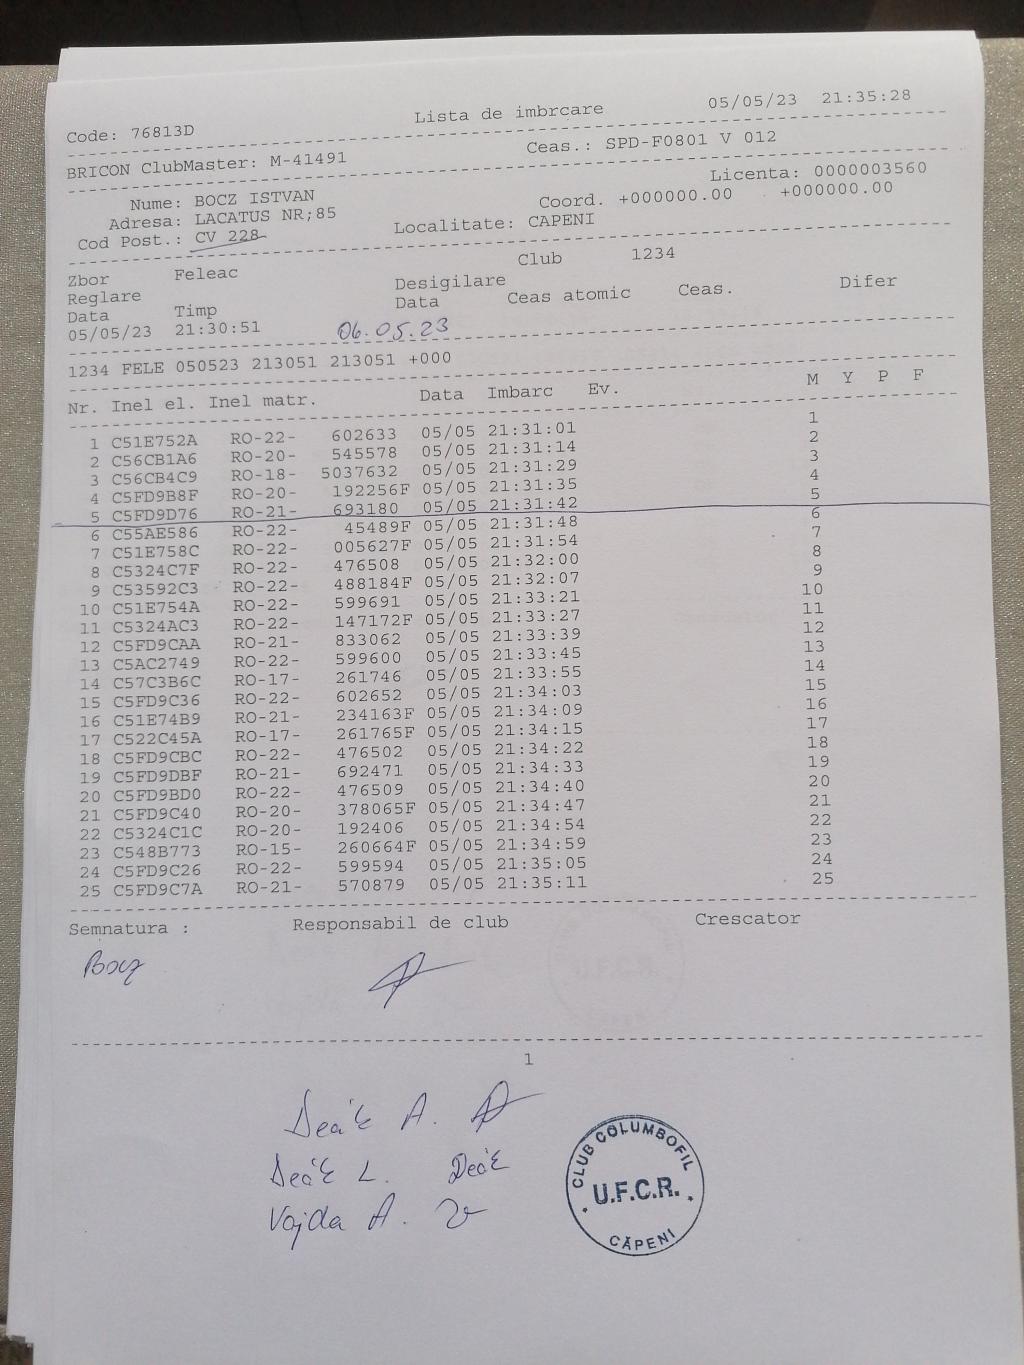 Lista de imbrcare 05/05/23 21:35:28
Code: 76813D
BRICON ClubMaster: M-41491 Ceas.: SPD-F0801 V 012
Licenta: 0000003560
Nume: BOCZ ISTVAN Coord. +000000.00 +000000.00
Adresa: LACATUS NR;85 Localitate: CAPENI
Cod Post.: CV 228
Club 1234
Zbor Feleac Desigilare
Reglare Data Ceas atomic Ceas. Difer
Data Timp
05/05/23 21:30:51 06.05.23
1234 FELE 050523 213051 213051 +000
Nr. Inel el. Inel matr. Data Imbarc Ev. M Y P F
1 C51E752A RO-22- 602633 05/05 21:31:01 1
2 C56CB1A6 RO-20- 545578 05/05 21:31:14 2
3 C56CB4C9 RO-18- 5037632 05/05 21:31:29 3
4 C5FD9B8F RO-20- 192256F 05/05 21:31:35 4
5 C5FD9D76 RO-21- 693180 05/05 21:31:42 5
6 C55AE586 RO-22- 45489F 05/05 21:31:48 6
7 C51E758C RO-22- 005627F 05/05 21:31:54 7
8 C5324C7F RO-22- 476508 05/05 21:32:00 8
9 C53592C3 RO-22- 488184F 05/05 21:32:07 9
10 C51E754A RO-22- 599691 05/05 21:33:21 10
11 C5324AC3 RO-22- 147172F 05/05 21:33:27 11
12 C5FD9CAA RO-21- 833062 05/05 21:33:39 12
13 C5AC2749 RO-22- 599600 05/05 21:33:45 13
14 C57C3B6C RO-17- 261746 05/05 21:33:55 14
15 C5FD9C36 RO-22- 602652 05/05 21:34:03 15
16 C51E74B9 RO-21- 234163F 05/05 21:34:09 16
17 C522C45A RO-17- 261765F 05/05 21:34:15 17
18 C5FD9CBC RO-22- 476502 05/05 21:34:22 18
19 C5FD9DBF RO-21- 692471 05/05 21:34:33 19
20 C5FD9BD0 RO-22- 476509 05/05 21:34:40 20
21 C5FD9C40 RO-20- 378065F 05/05 21:34:47 21
22 C5324C1C RO-20- 192406 05/05 21:34:54 22
23 C548B773 RO-15- 260664F 05/05 21:34:59 23
24 C5FD9C26 RO-22- 599594 05/05 21:35:05 24
25 C5FD9C7A RO-21- 570879 05/05 21:35:11 25
Semnatura : Responsabil de club Crescator
Bocz
1
Deák A.
Deák L. Deák
Vajda A.
CLUB COLUMBOFIL
U.F.C.R.
CĂPENI